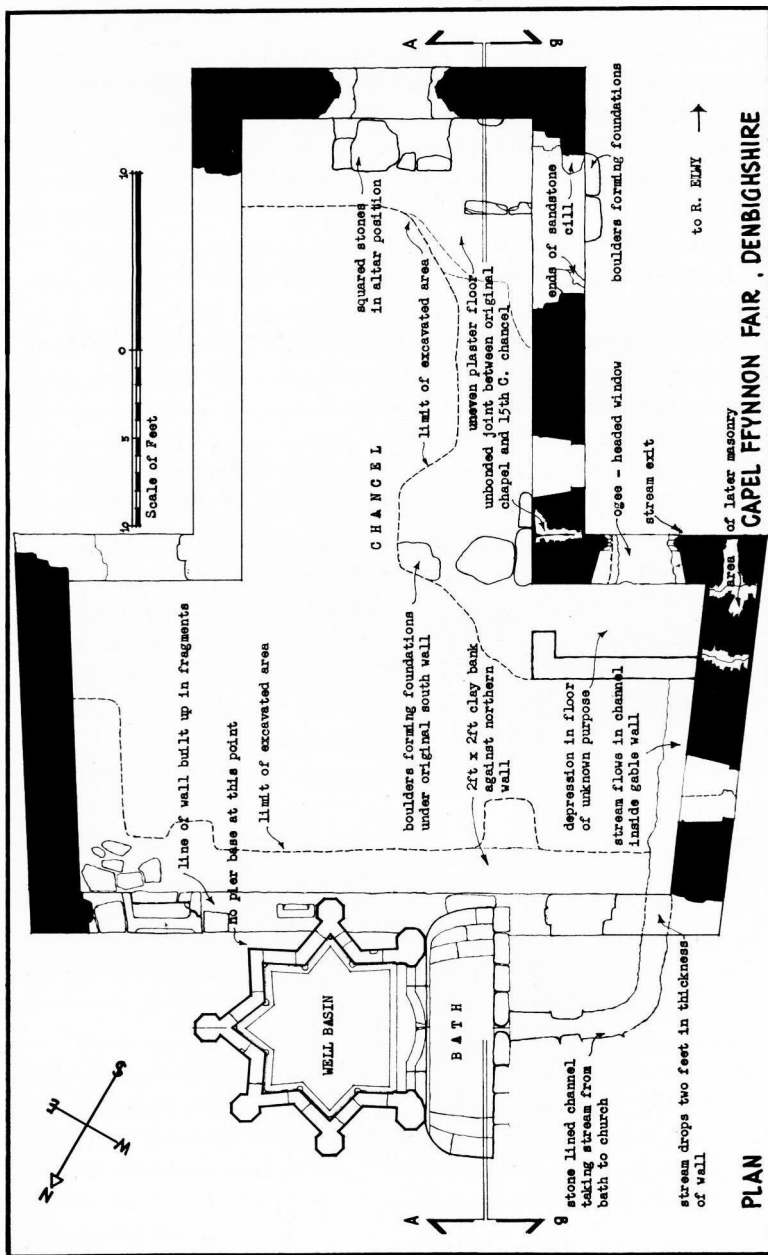 CAPEL FFYNNON FAIR , DENBIGHSHIRE
PLAN
Scale of Feet
10
5
0
10
A
B
A
B
N
E
W
S
squared stones
in altar position
CHANCEL
limit of excavated area
uneven plaster floor
unbonded joint between original
chapel and 15th C. chancel
ends of sandstone
cill
boulders forming foundations
to R. ELWY
ogee - headed window
stream exit
area of later masonry
line of wall built up in fragments
no pier base at this point
limit of excavated area
boulders forming foundations
under original south wall
2ft x 2ft clay bank
against northern
wall
depression in floor
of unknown purpose
stream flows in channel
inside gable wall
WELL BASIN
BATH
stone lined channel
taking stream from
bath to church
stream drops two feet in thickness
of wall